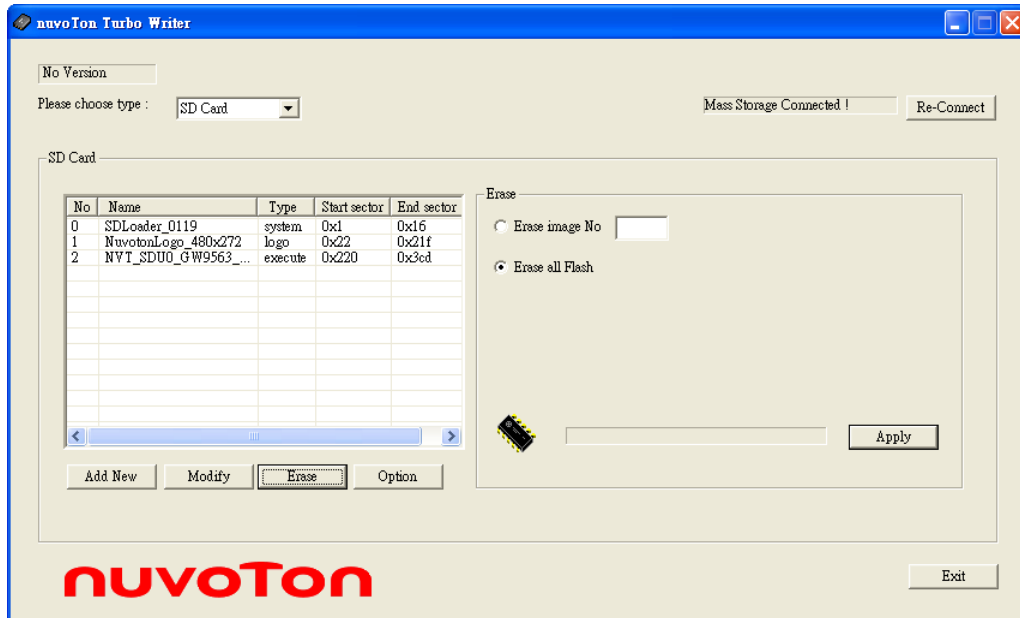 nuvoTon Turbo Writer
No Version
Please choose type :
SD Card
Mass Storage Connected !
Re-Connect
SD Card
No Name Type Start sector End sector
0 SDLoader_0119 system 0x1 0x16
1 NuvotonLogo_480x272 logo 0x22 0x21f
2 NVT_SDU0_GW9563_... execute 0x220 0x3cd
Erase
Erase image No
Erase all Flash
Apply
Add New Modify Erase Option
nuvoTon
Exit